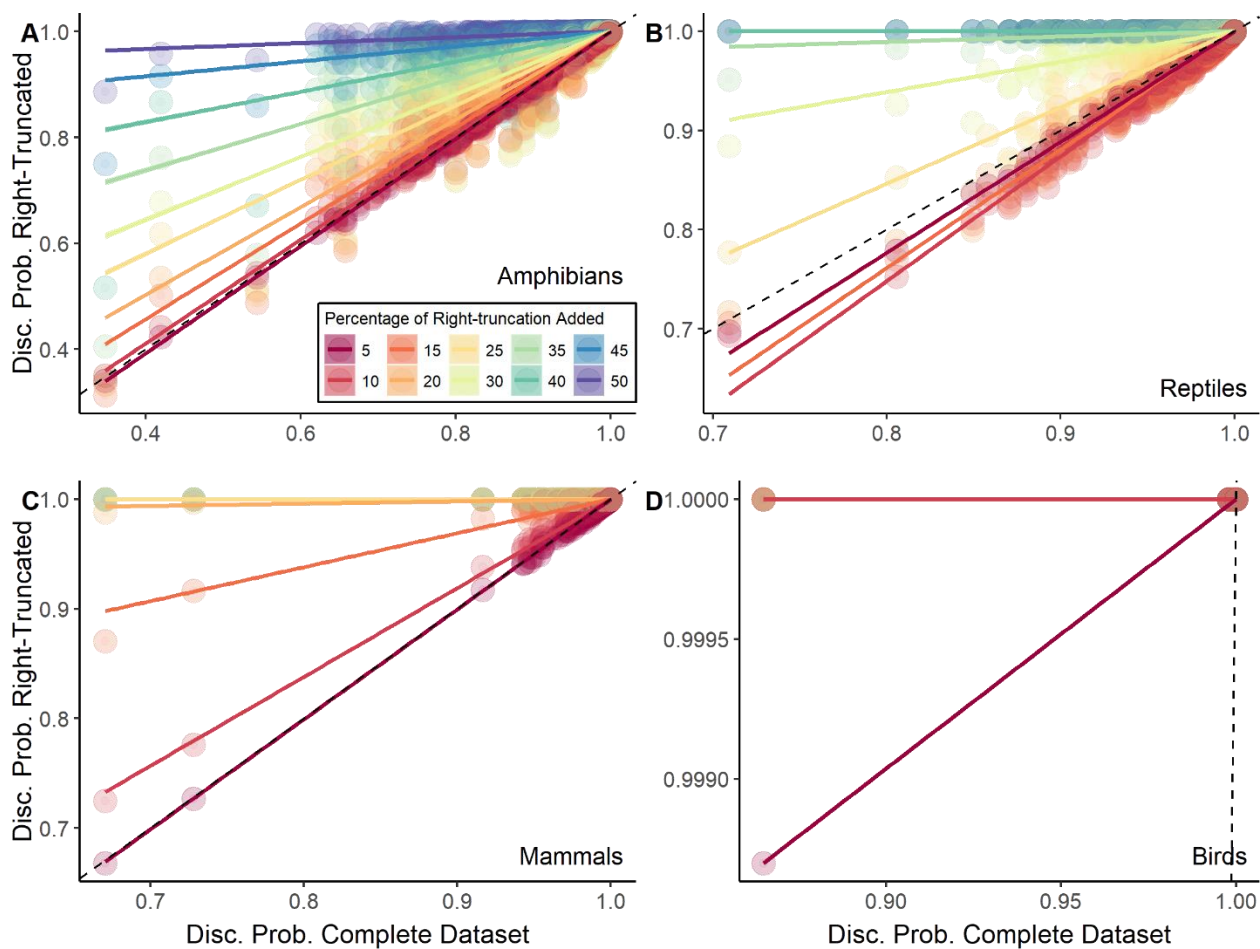 A
Disc. Prob. Right-Truncated
1.0
0.8
0.6
0.4
Amphibians
Percentage of Right-truncation Added
5 15 25 35 45
10 20 30 40 50
0.4 0.6 0.8 1.0
B
1.0
0.9
0.8
0.7
Reptiles
0.7 0.8 0.9 1.0
C
Disc. Prob. Right-Truncated
1.0
0.9
0.8
0.7
Mammals
0.7 0.8 0.9 1.0
Disc. Prob. Complete Dataset
D
1.0000
0.9995
0.9990
Birds
0.90 0.95 1.00
Disc. Prob. Complete Dataset